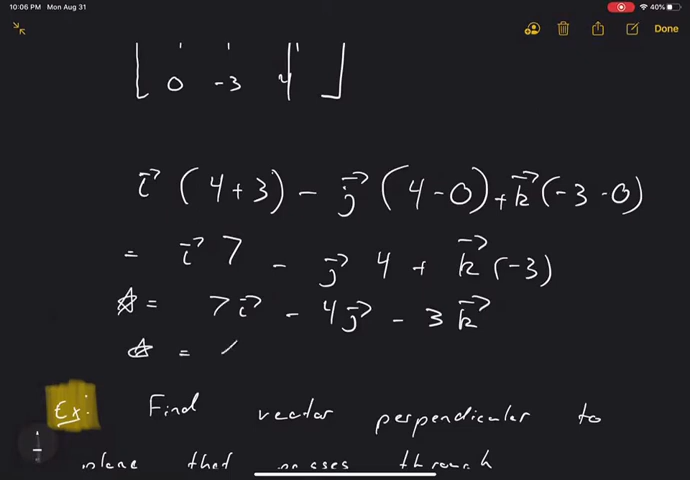 10:06 PM Mon Aug 31 40%
Done
0 -3 4
i⃗ (4+3) - j⃗ (4-0) + k⃗ (-3-0)
= i⃗ 7 - j⃗ 4 + k⃗ (-3)
☆ = 7i⃗ - 4j⃗ - 3k⃗
☆ =
Ex: Find vector perpendicular to
plane that passes through